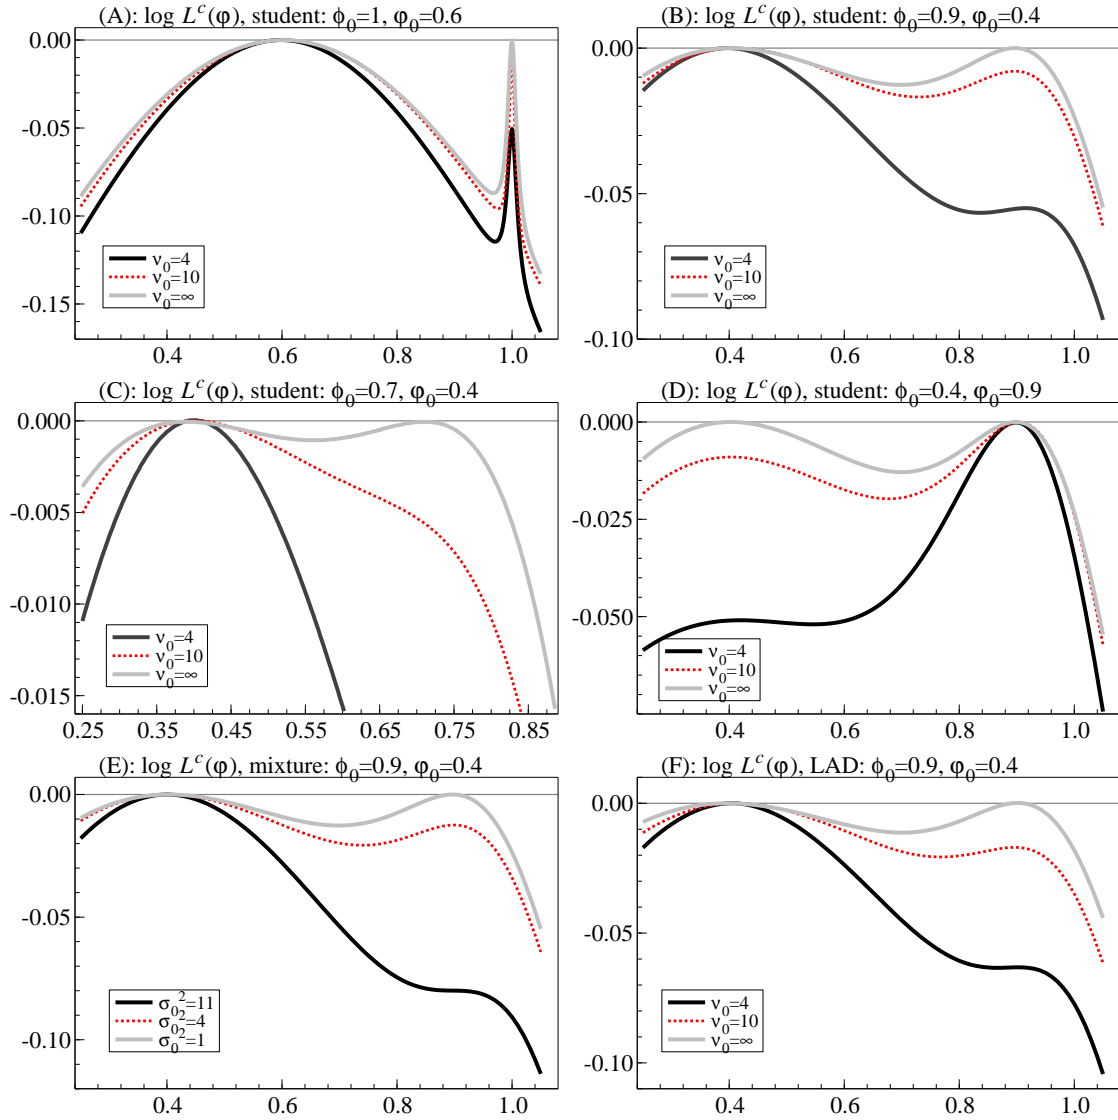 (A): log L^c(φ), student: ϕ₀=1, φ₀=0.6
0.00
-0.05
-0.10
-0.15
ν₀=4
ν₀=10
ν₀=∞
0.4 0.6 0.8 1.0
(B): log L^c(φ), student: ϕ₀=0.9, φ₀=0.4
0.00
-0.05
-0.10
ν₀=4
ν₀=10
ν₀=∞
0.4 0.6 0.8 1.0
(C): log L^c(φ), student: ϕ₀=0.7, φ₀=0.4
0.000
-0.005
-0.010
-0.015
ν₀=4
ν₀=10
ν₀=∞
0.25 0.35 0.45 0.55 0.65 0.75 0.85
(D): log L^c(φ), student: ϕ₀=0.4, φ₀=0.9
0.000
-0.025
-0.050
ν₀=4
ν₀=10
ν₀=∞
0.4 0.6 0.8 1.0
(E): log L^c(φ), mixture: ϕ₀=0.9, φ₀=0.4
0.00
-0.05
-0.10
σ₀²=11
σ₀²=4
σ₀²=1
0.4 0.6 0.8 1.0
(F): log L^c(φ), LAD: ϕ₀=0.9, φ₀=0.4
0.00
-0.05
-0.10
ν₀=4
ν₀=10
ν₀=∞
0.4 0.6 0.8 1.0